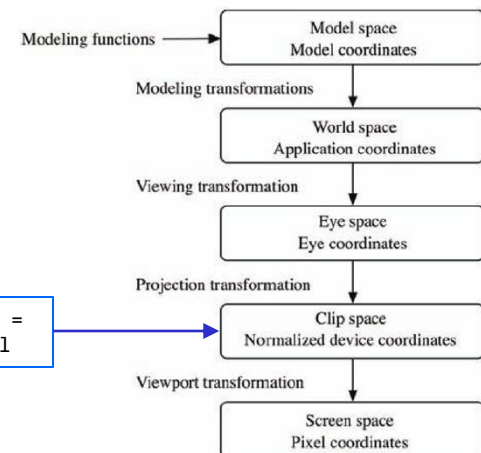 Model space
Modeling functions
Model coordinates
Modeling transformations
World space
Application coordinates
Viewing transformation
Eye space
Eye coordinates
Projection transformation
=
Clip space
Normalized device coordinates
Viewport transformation
Screen space
Pixel coordinates